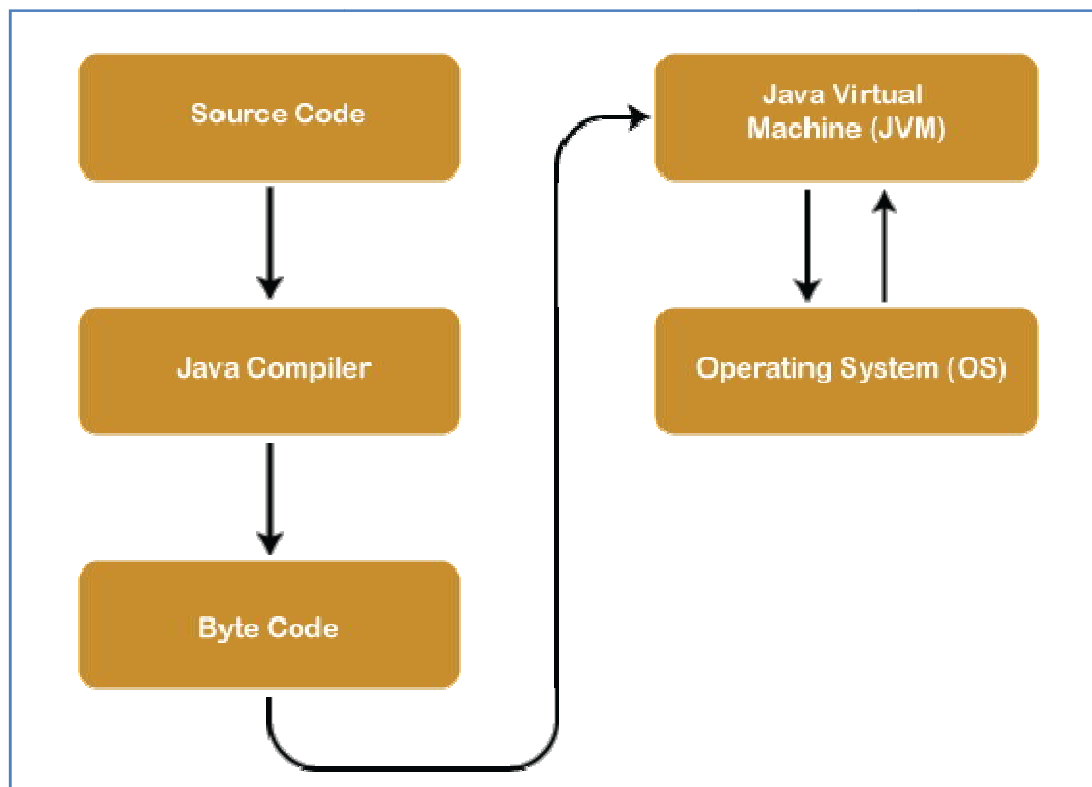 Source Code
Java Compiler
Byte Code
Java Virtual
Machine (JVM)
Operating System (OS)